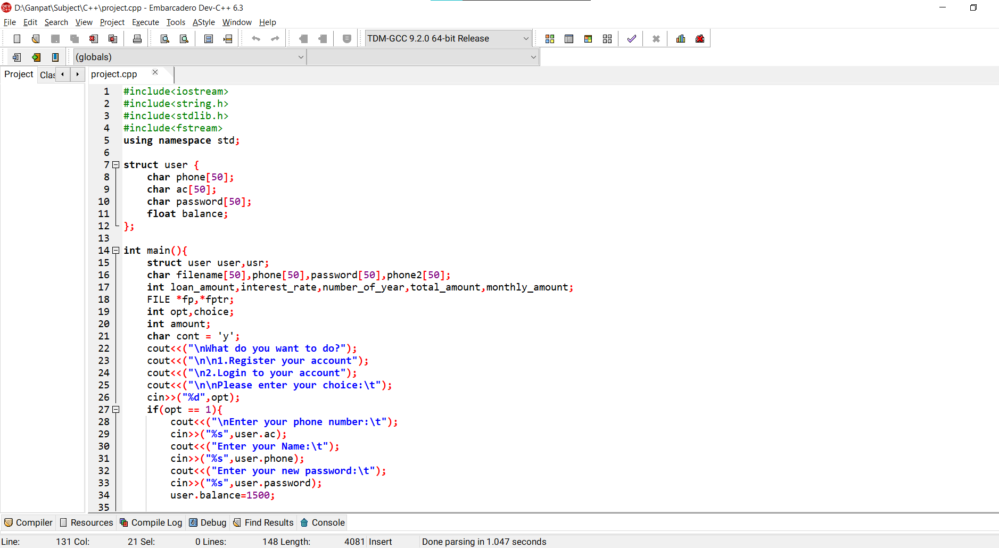 D:\Ganpat\Subject\C++\project.cpp - Embarcadero Dev-C++ 6.3
File Edit Search View Project Execute Tools AStyle Window Help
TDM-GCC 9.2.0 64-bit Release
(globals)
Project Clas project.cpp
1 #include<iostream>
2 #include<string.h>
3 #include<stdlib.h>
4 #include<fstream>
5 using namespace std;
6
7 struct user {
8 char phone[50];
9 char ac[50];
10 char password[50];
11 float balance;
12 };
13
14 int main(){
15 struct user user,usr;
16 char filename[50],phone[50],password[50],phone2[50];
17 int loan_amount,interest_rate,number_of_year,total_amount,monthly_amount;
18 FILE *fp,*fptr;
19 int opt,choice;
20 int amount;
21 char cont = 'y';
22 cout<<("\nWhat do you want to do?");
23 cout<<("\n\n1.Register your account");
24 cout<<("\n2.Login to your account");
25 cout<<("\n\nPlease enter your choice:\t");
26 cin>>("%d",opt);
27 if(opt == 1){
28 cout<<("\nEnter your phone number:\t");
29 cin>>("%s",user.ac);
30 cout<<("Enter your Name:\t");
31 cin>>("%s",user.phone);
32 cout<<("Enter your new password:\t");
33 cin>>("%s",user.password);
34 user.balance=1500;
35
Compiler Resources Compile Log Debug Find Results Console
Line: 131 Col: 21 Sel: 0 Lines: 148 Length: 4081 Insert Done parsing in 1.047 seconds